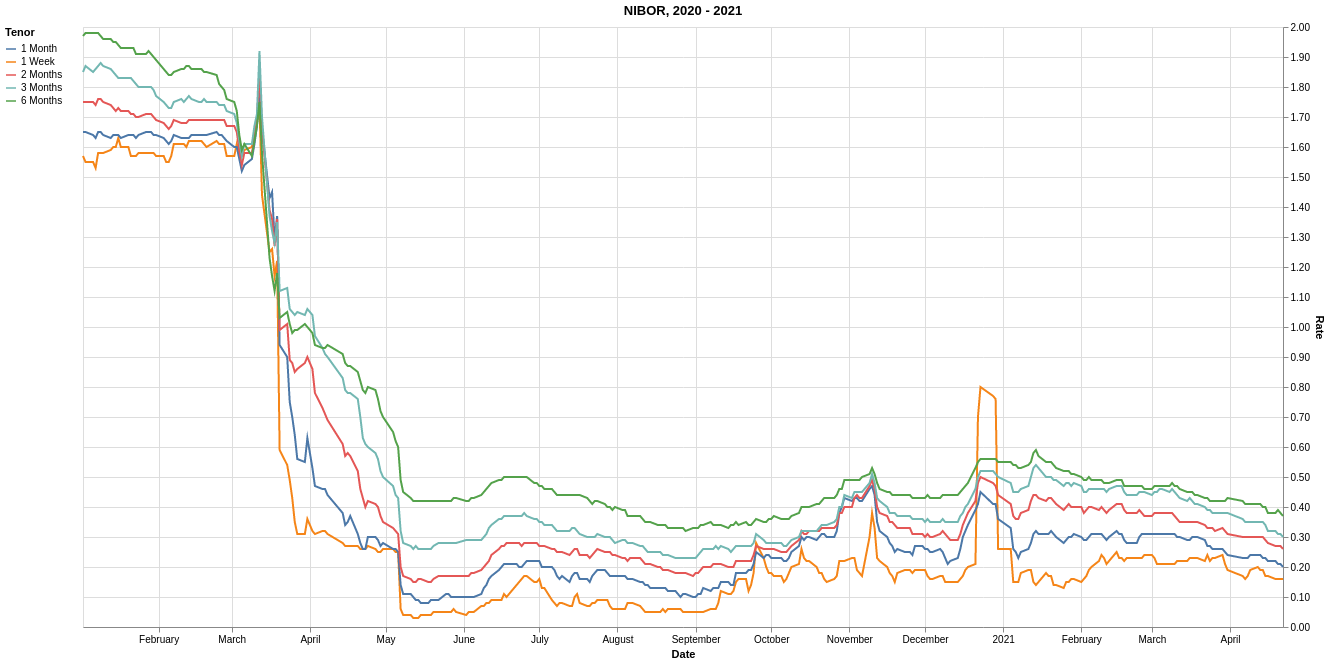 NIBOR, 2020 - 2021
Tenor
1 Month
1 Week
2 Months
3 Months
6 Months
2.00
1.90
1.80
1.70
1.60
1.50
1.40
1.30
1.20
1.10
1.00
0.90
0.80
0.70
0.60
0.50
0.40
0.30
0.20
0.10
0.00
Rate
February March April May June July August September October November December 2021 February March April
Date